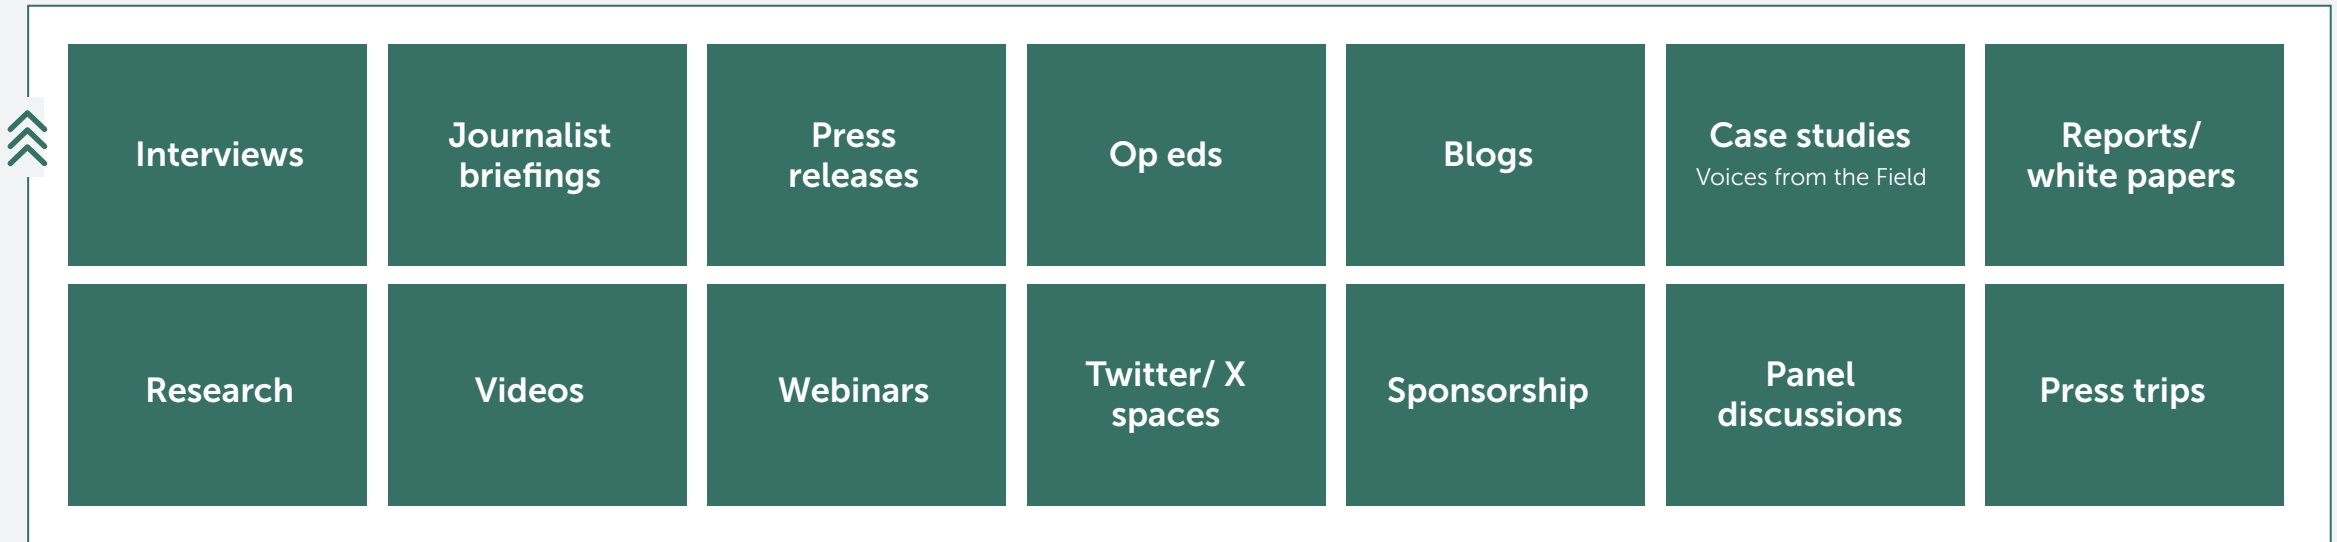 Interviews
Journalist
briefings
Press
releases
Op eds
Blogs
Case studies
Voices from the Field
Reports/
white papers
Research
Videos
Webinars
Twitter/ X
spaces
Sponsorship
Panel
discussions
Press trips